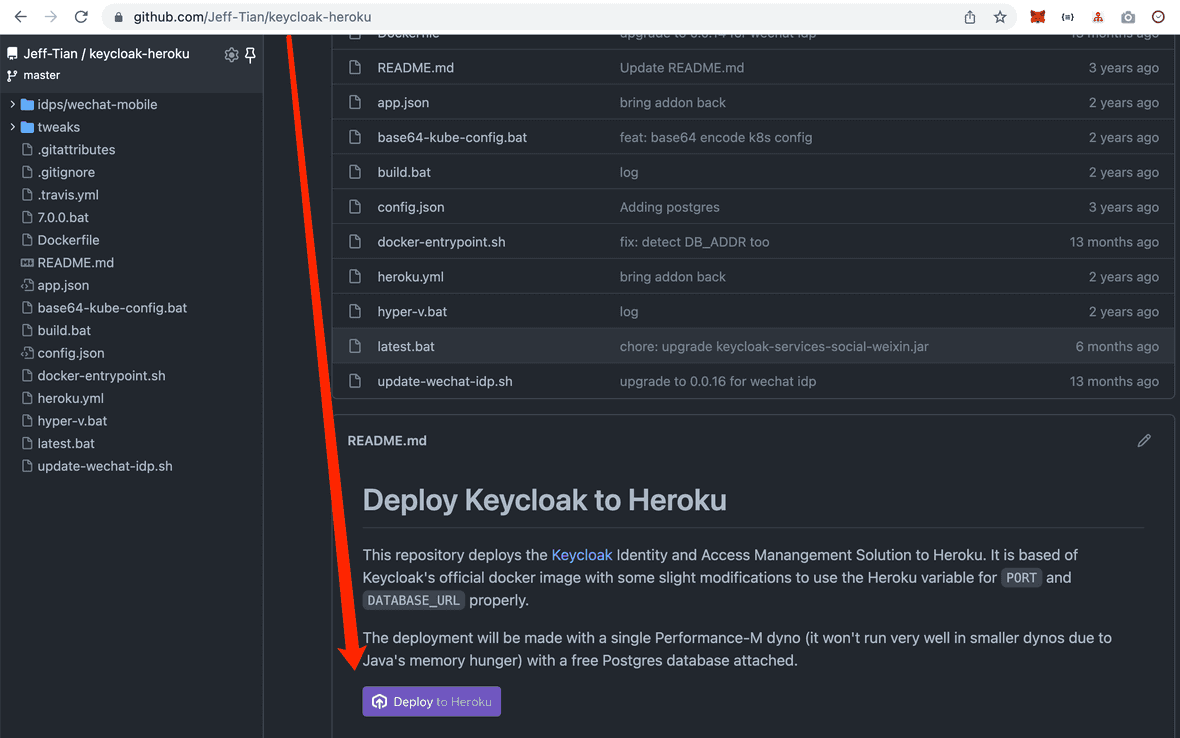 github.com/Jeff-Tian/keycloak-heroku
Jeff-Tian / keycloak-heroku
master
idps/wechat-mobile
tweaks
.gitattributes
.gitignore
.travis.yml
7.0.0.bat
Dockerfile
README.md
app.json
base64-kube-config.bat
build.bat
config.json
docker-entrypoint.sh
heroku.yml
hyper-v.bat
latest.bat
update-wechat-idp.sh
Dockerfile upgrade to 0.0.14 for wechat idp 13 months ago
README.md Update README.md 3 years ago
app.json bring addon back 2 years ago
base64-kube-config.bat feat: base64 encode k8s config 2 years ago
build.bat log 2 years ago
config.json Adding postgres 3 years ago
docker-entrypoint.sh fix: detect DB_ADDR too 13 months ago
heroku.yml bring addon back 2 years ago
hyper-v.bat log 2 years ago
latest.bat chore: upgrade keycloak-services-social-weixin.jar 6 months ago
update-wechat-idp.sh upgrade to 0.0.16 for wechat idp 13 months ago
README.md
Deploy Keycloak to Heroku
This repository deploys the Keycloak Identity and Access Manangement Solution to Heroku. It is based of
Keycloak's official docker image with some slight modifications to use the Heroku variable for PORT and
DATABASE_URL properly.
The deployment will be made with a single Performance-M dyno (it won't run very well in smaller dynos due to
Java's memory hunger) with a free Postgres database attached.
Deploy to Heroku